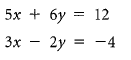 5x + 6y = 12
3x − 2y = −4